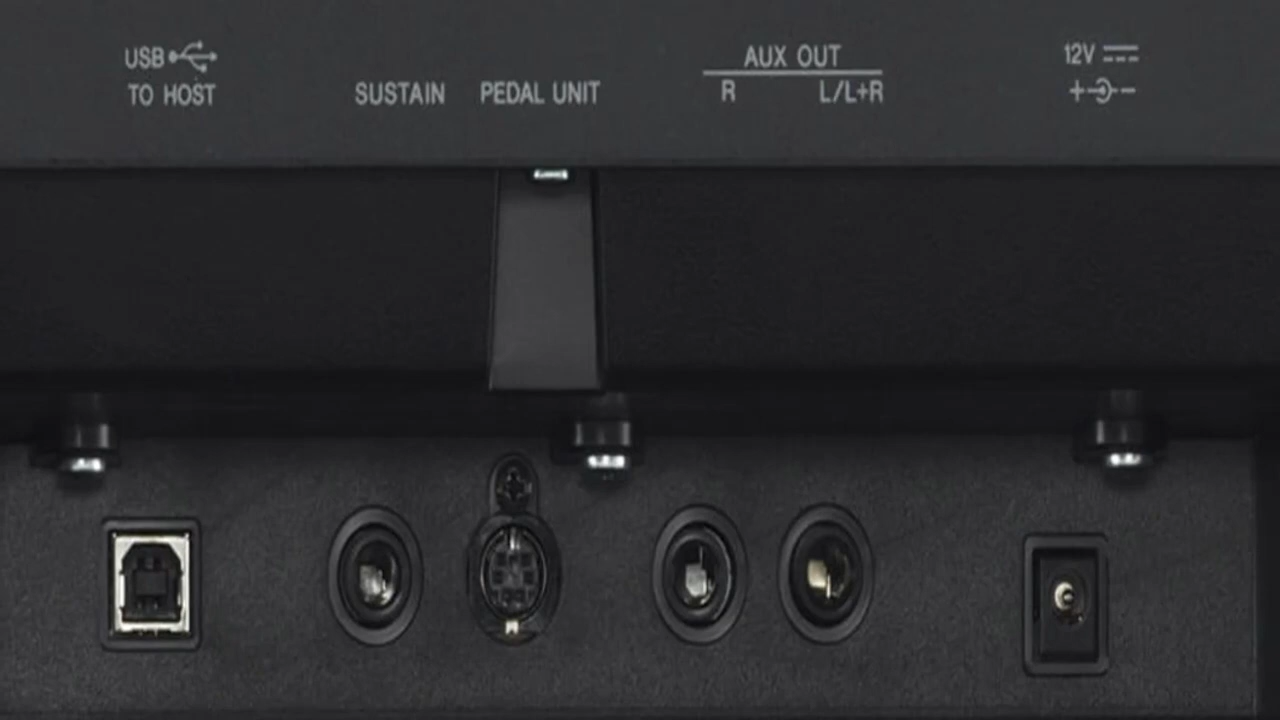 USB
TO HOST
SUSTAIN
PEDAL UNIT
AUX OUT
R
L/L+R
12V